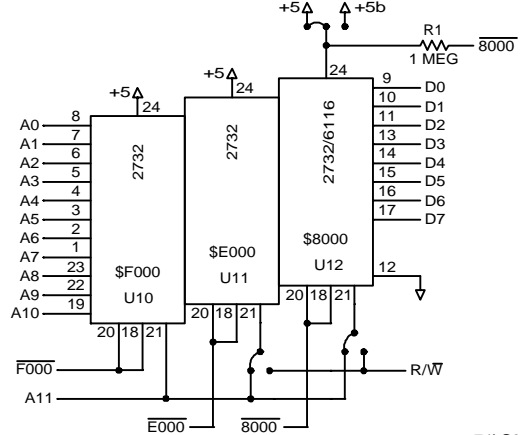 +5 +5b
R1
1 MEG
8000
24
+5
24
+5
24
2732
2732
2732/6116
9 D0
10 D1
11 D2
13 D3
14 D4
15 D5
16 D6
17 D7
12
A0 8
A1 7
A2 6
A3 5
A4 4
A5 3
A6 2
A7 1
A8 23
A9 22
A10 19
$F000
U10
$E000
U11
$8000
U12
20 18 21
20 18 21
20 18 21
F000
A11
E000
8000
R/W